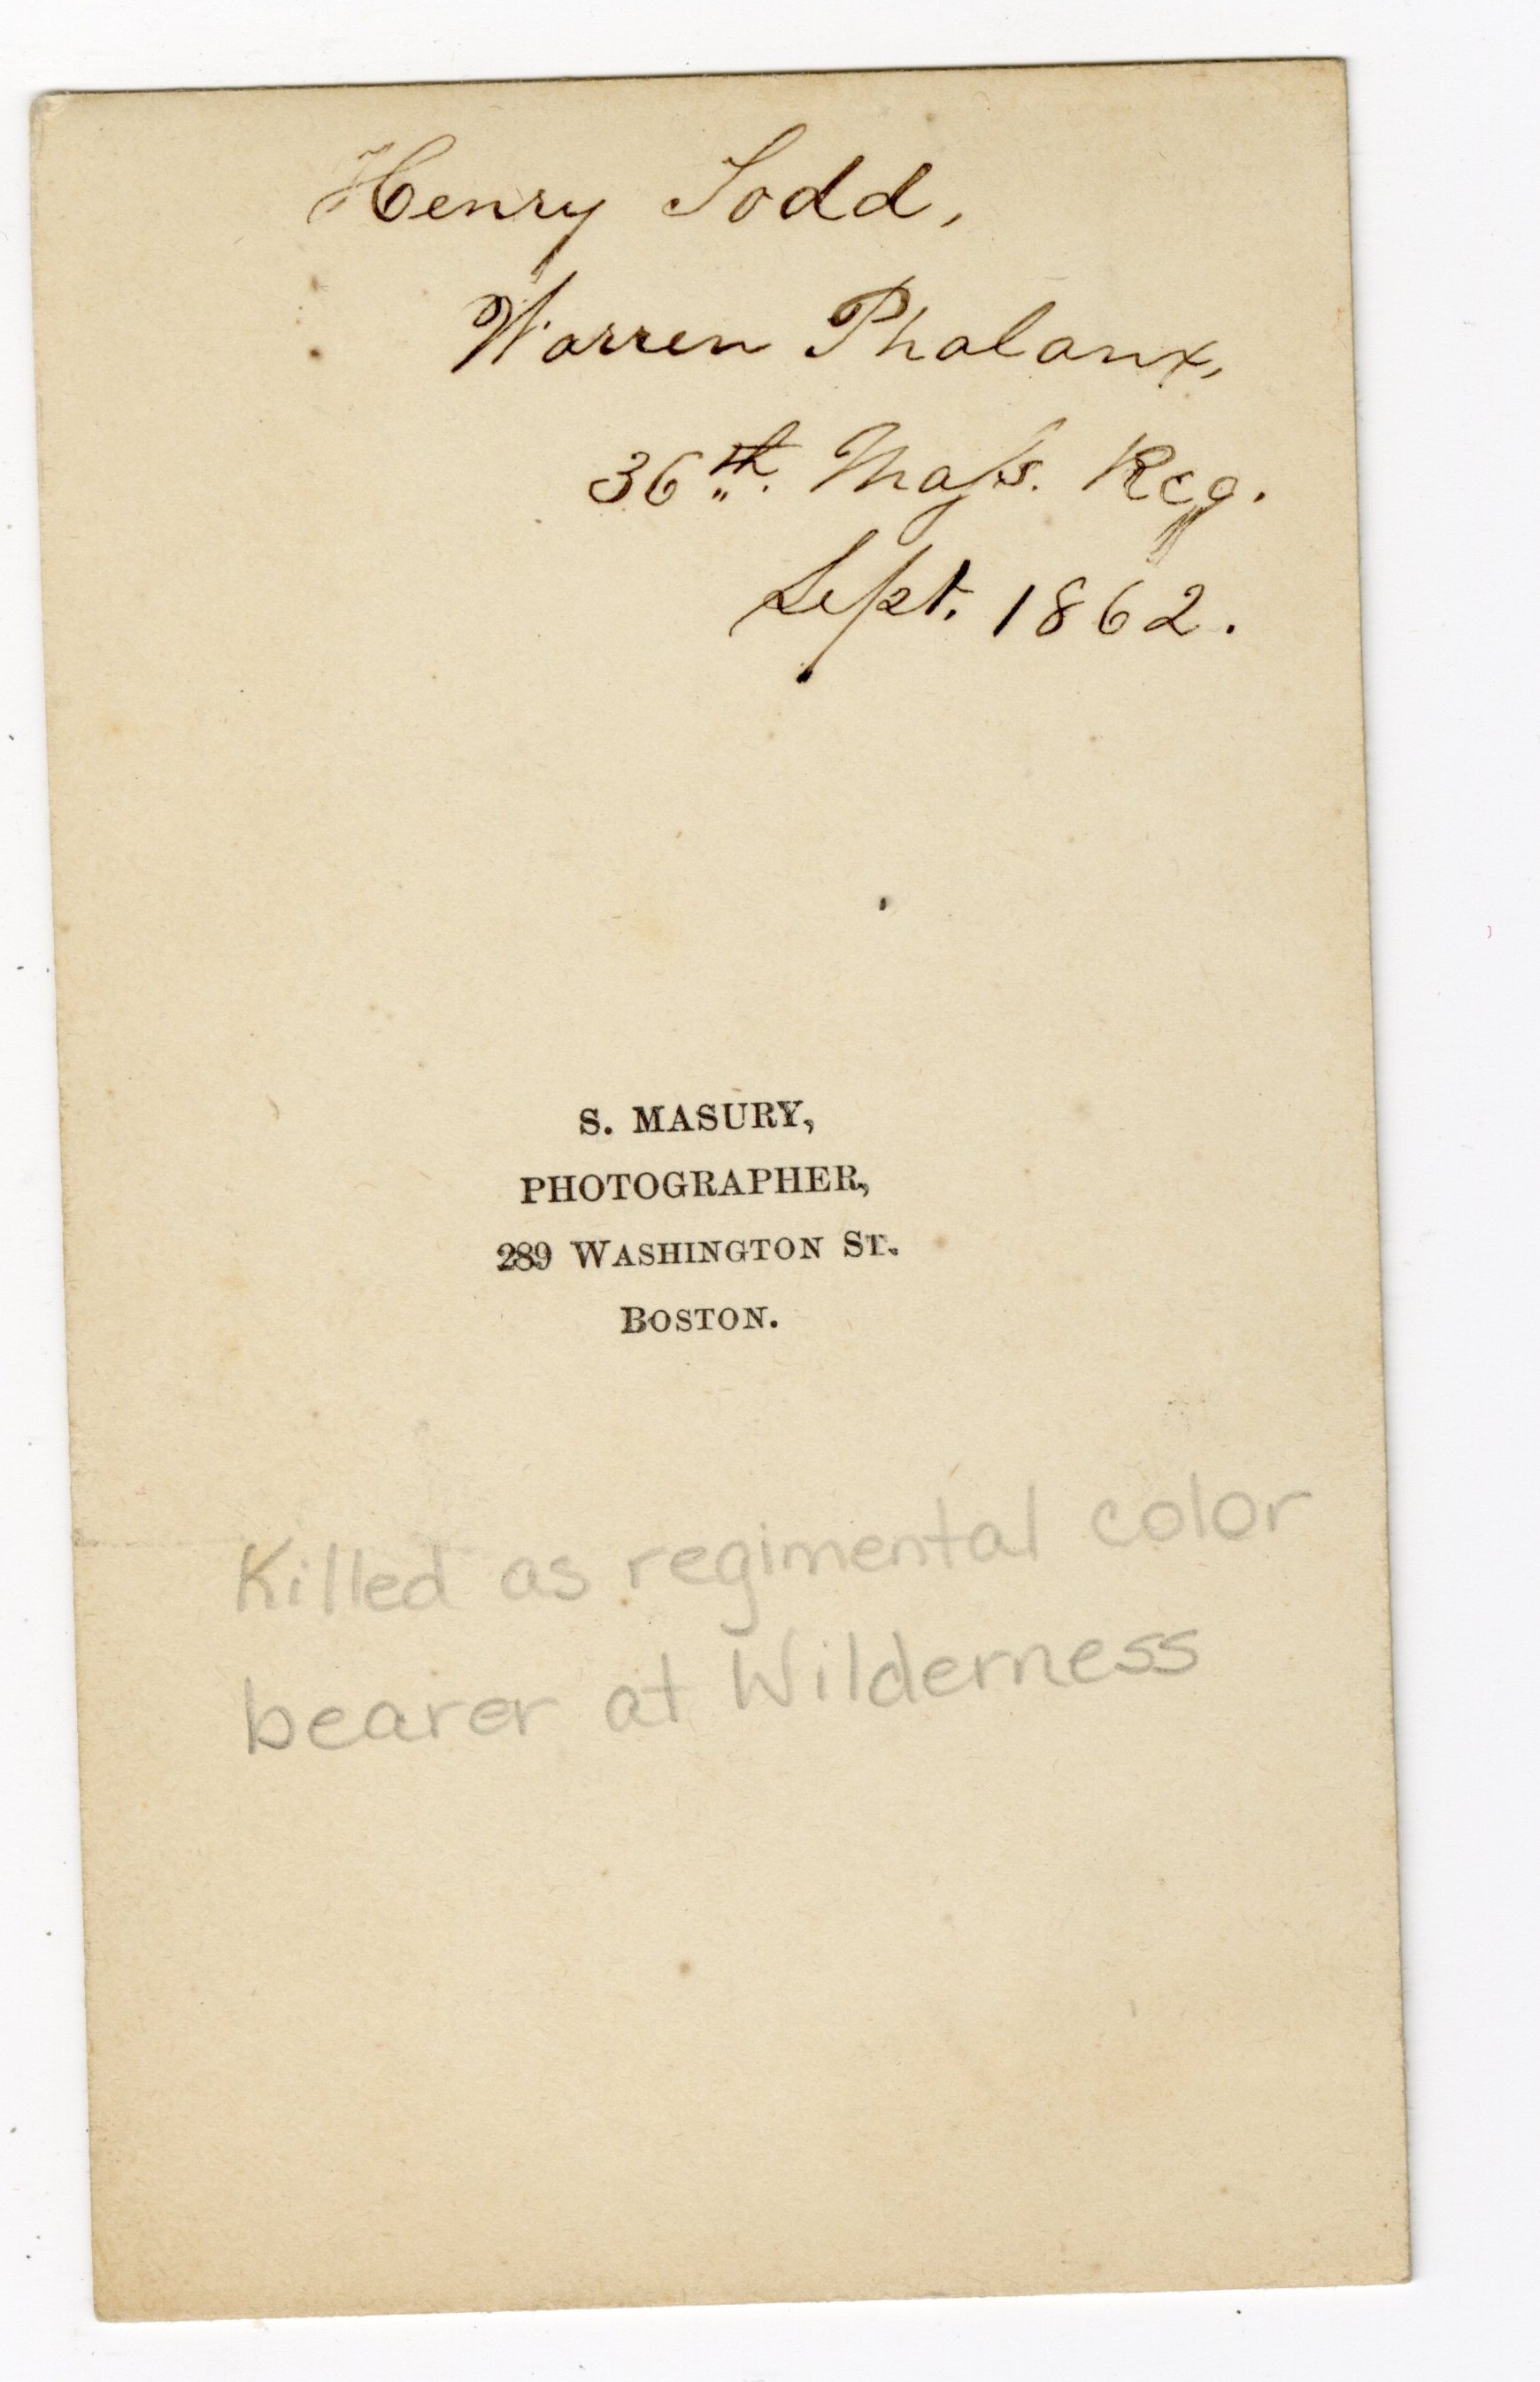 Henry Todd,
Warren Phalanx,
36th. Mass. Reg.
Sept. 1862.
S. MASURY,
PHOTOGRAPHER,
289 WASHINGTON ST.
BOSTON.
Killed as regimental color
bearer at Wilderness